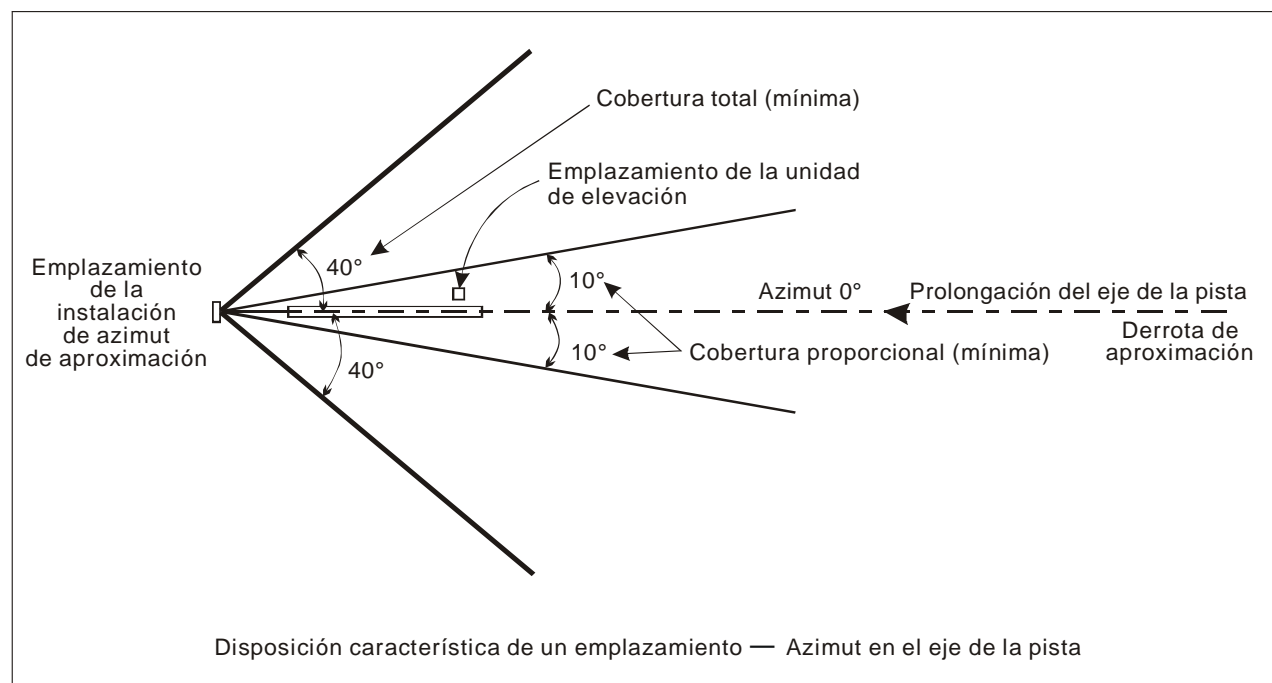 Cobertura total (mínima)
Emplazamiento de la unidad
de elevación
Emplazamiento
de la
instalación
de azimut
de aproximación
40°
10°
Azimut 0°
Prolongación del eje de la pista
Derrota de
aproximación
10°
Cobertura proporcional (mínima)
40°
Disposición característica de un emplazamiento — Azimut en el eje de la pista